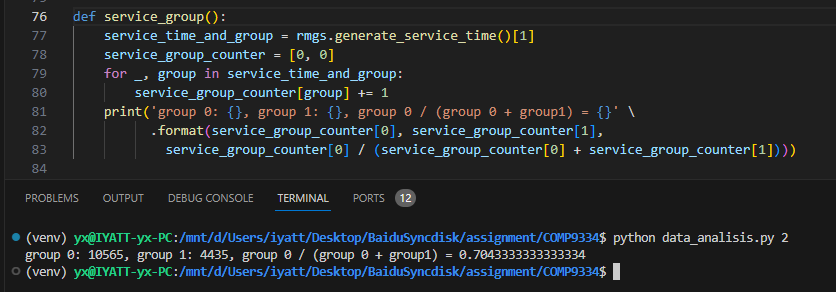 76 def service_group():
77 service_time_and_group = rmgs.generate_service_time()[1]
78 service_group_counter = [0, 0]
79 for _, group in service_time_and_group:
80 service_group_counter[group] += 1
81 print('group 0: {}, group 1: {}, group 0 / (group 0 + group1) = {}' \
82 .format(service_group_counter[0], service_group_counter[1],
83 service_group_counter[0] / (service_group_counter[0] + service_group_counter[1])))
84
PROBLEMS OUTPUT DEBUG CONSOLE TERMINAL PORTS 12
(venv) yx@IYATT-yx-PC:/mnt/d/Users/iyatt/Desktop/BaiduSyncdisk/assignment/COMP9334$ python data_analisis.py 2
group 0: 10565, group 1: 4435, group 0 / (group 0 + group1) = 0.7043333333333334
(venv) yx@IYATT-yx-PC:/mnt/d/Users/iyatt/Desktop/BaiduSyncdisk/assignment/COMP9334$